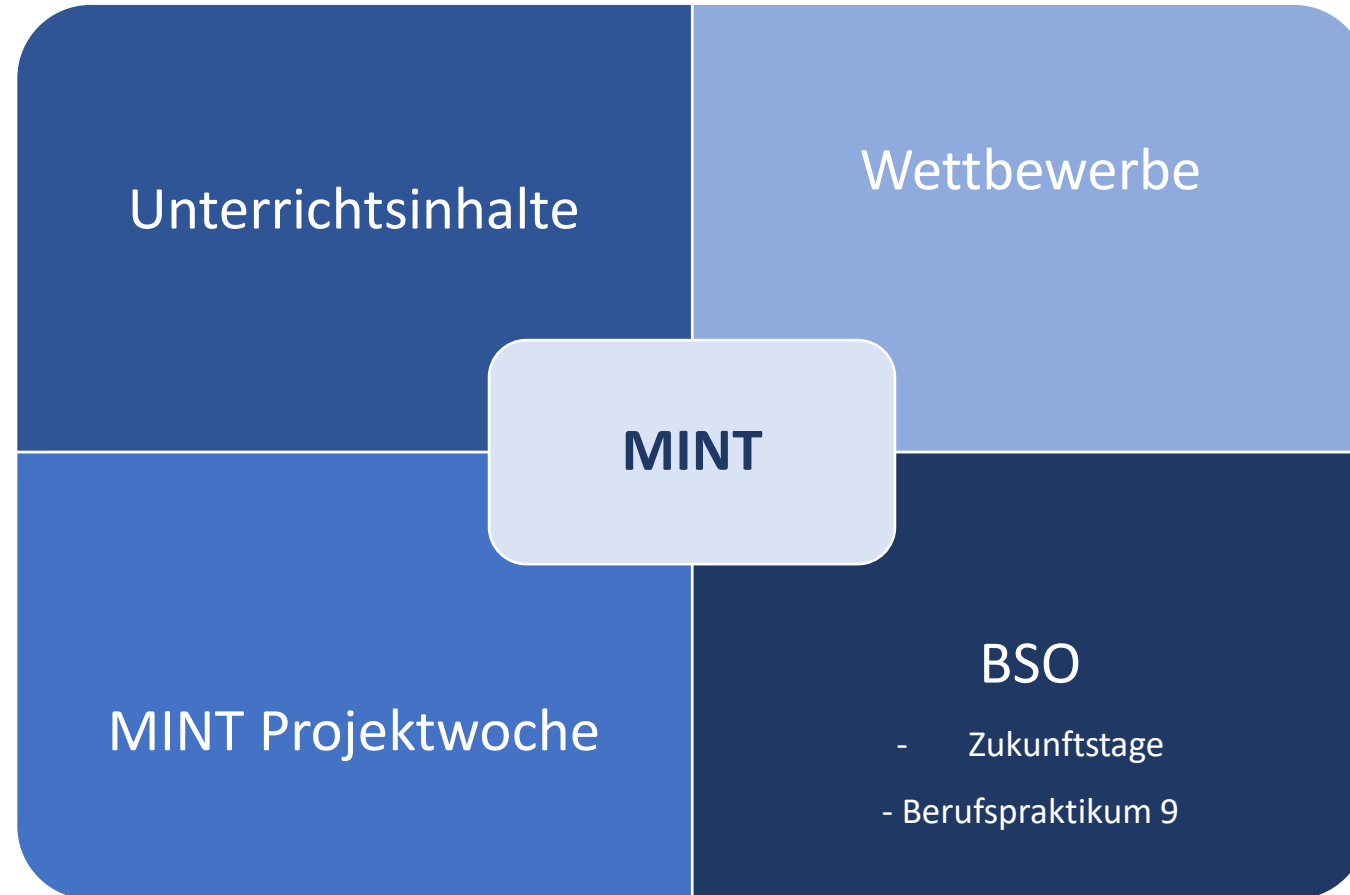 Unterrichtsinhalte
Wettbewerbe
MINT
MINT Projektwoche
BSO
- Zukunftstage
- Berufspraktikum 9